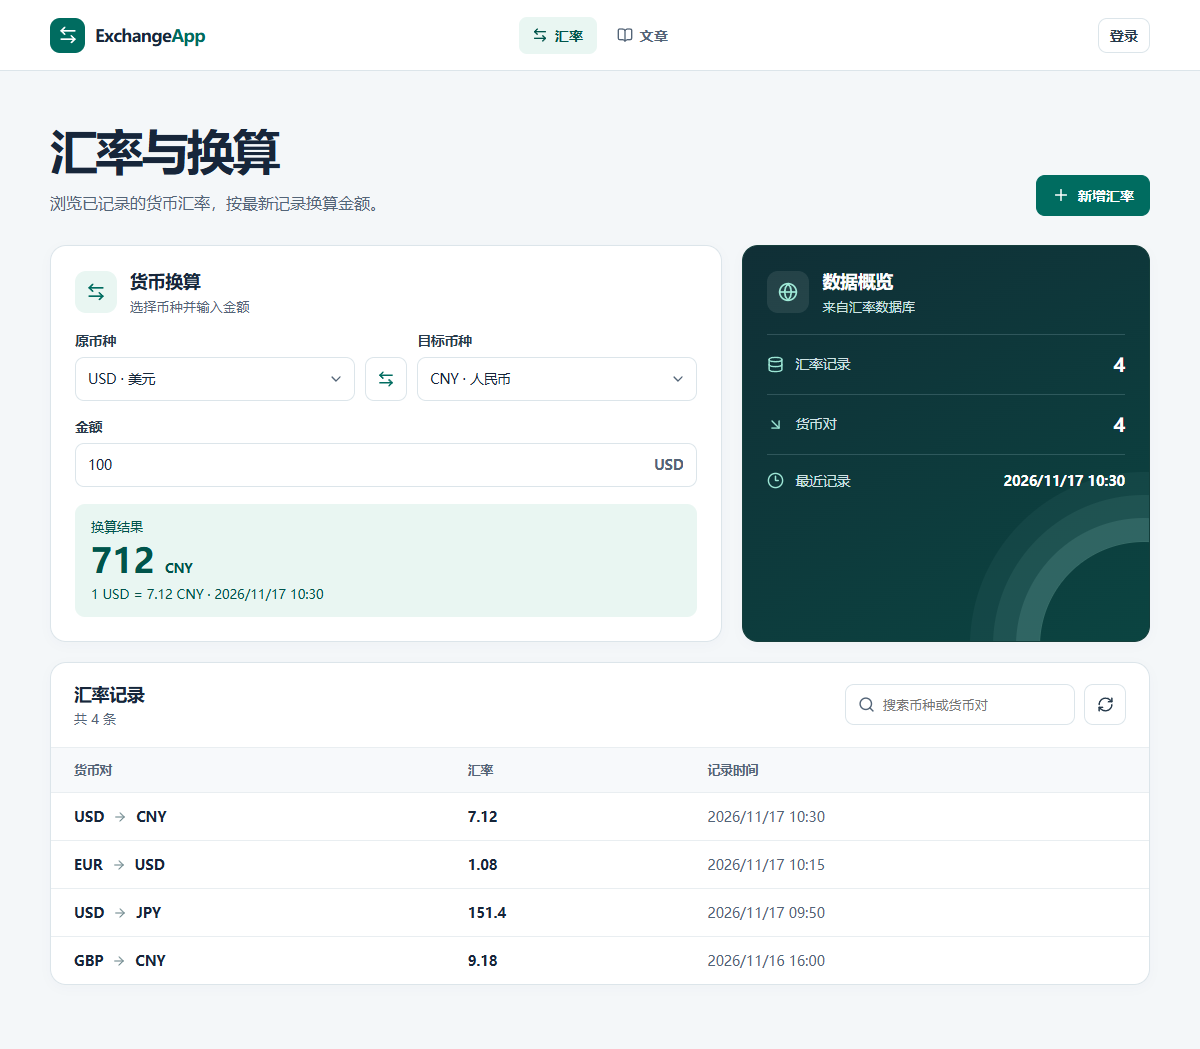 ExchangeApp
汇率
文章
登录
汇率与换算
浏览已记录的货币汇率，按最新记录换算金额。
新增汇率
货币换算
选择币种并输入金额
原币种
目标币种
USD · 美元
CNY · 人民币
金额
100 USD
换算结果
712 CNY
1 USD = 7.12 CNY · 2026/11/17 10:30
数据概览
来自汇率数据库
汇率记录 4
货币对 4
最近记录 2026/11/17 10:30
汇率记录
共 4 条
搜索币种或货币对
货币对 汇率 记录时间
USD → CNY 7.12 2026/11/17 10:30
EUR → USD 1.08 2026/11/17 10:15
USD → JPY 151.4 2026/11/17 09:50
GBP → CNY 9.18 2026/11/16 16:00